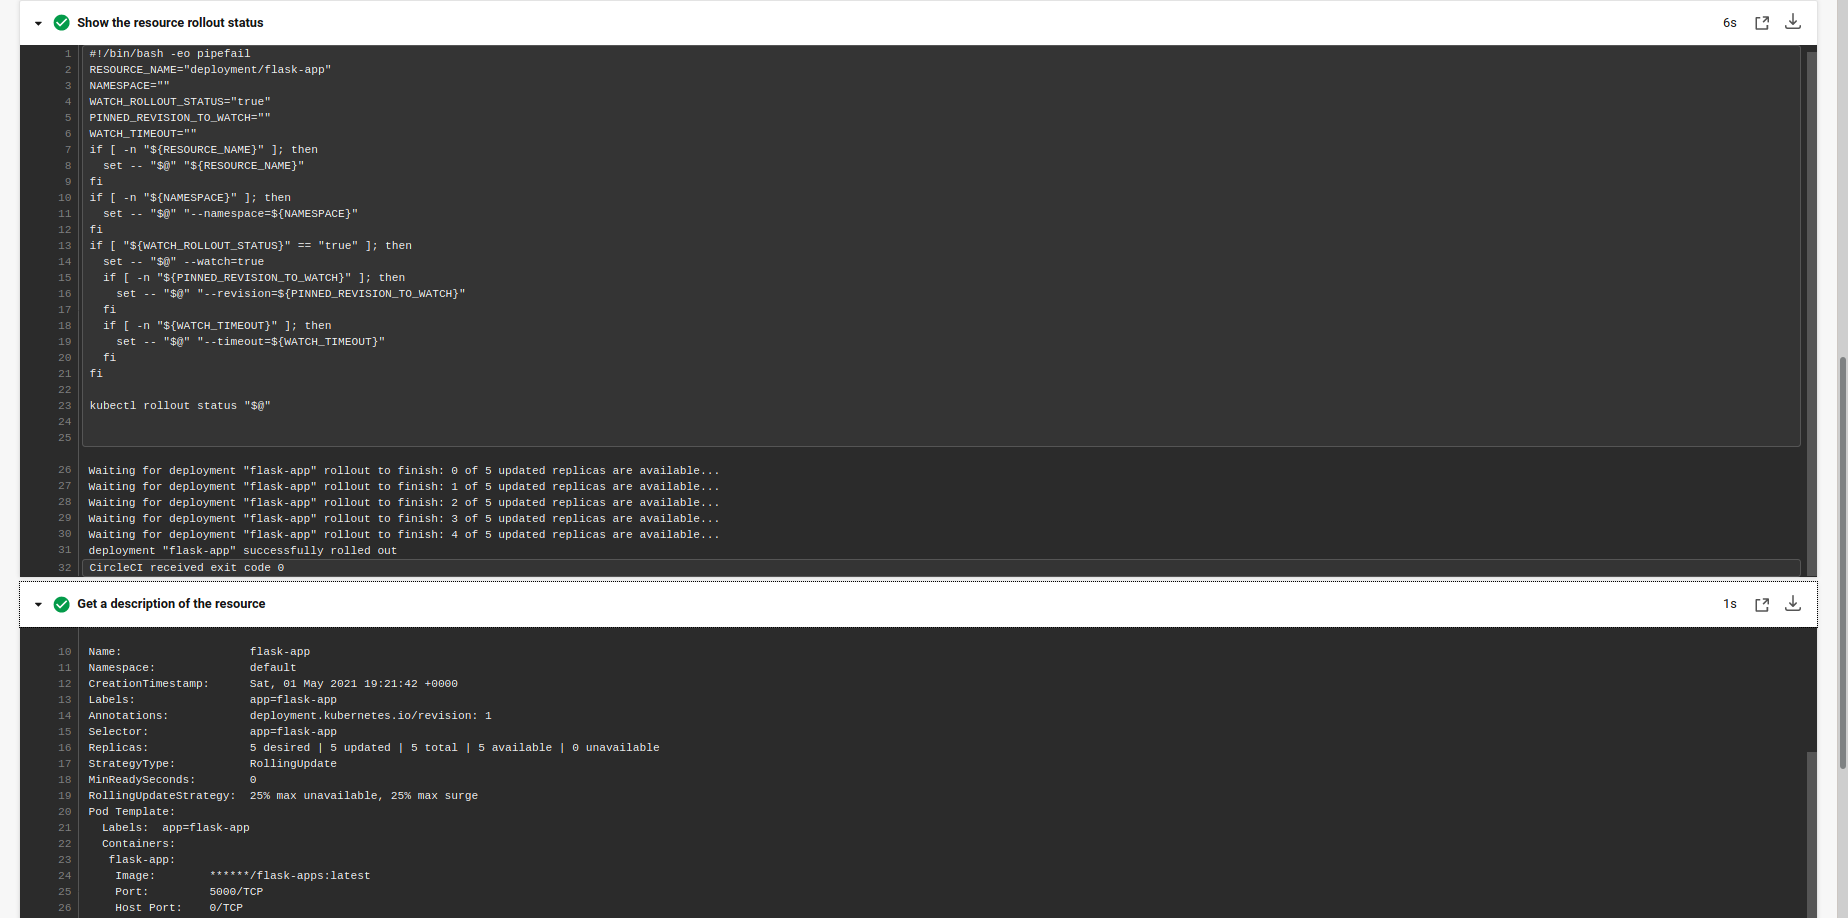 Show the resource rollout status 6s
1 #!/bin/bash -eo pipefail
2 RESOURCE_NAME="deployment/flask-app"
3 NAMESPACE=""
4 WATCH_ROLLOUT_STATUS="true"
5 PINNED_REVISION_TO_WATCH=""
6 WATCH_TIMEOUT=""
7 if [ -n "${RESOURCE_NAME}" ]; then
8   set -- "$@" "${RESOURCE_NAME}"
9 fi
10 if [ -n "${NAMESPACE}" ]; then
11   set -- "$@" "--namespace=${NAMESPACE}"
12 fi
13 if [ "${WATCH_ROLLOUT_STATUS}" == "true" ]; then
14   set -- "$@" --watch=true
15   if [ -n "${PINNED_REVISION_TO_WATCH}" ]; then
16     set -- "$@" "--revision=${PINNED_REVISION_TO_WATCH}"
17   fi
18   if [ -n "${WATCH_TIMEOUT}" ]; then
19     set -- "$@" "--timeout=${WATCH_TIMEOUT}"
20   fi
21 fi
22
23 kubectl rollout status "$@"
24
25
26 Waiting for deployment "flask-app" rollout to finish: 0 of 5 updated replicas are available...
27 Waiting for deployment "flask-app" rollout to finish: 1 of 5 updated replicas are available...
28 Waiting for deployment "flask-app" rollout to finish: 2 of 5 updated replicas are available...
29 Waiting for deployment "flask-app" rollout to finish: 3 of 5 updated replicas are available...
30 Waiting for deployment "flask-app" rollout to finish: 4 of 5 updated replicas are available...
31 deployment "flask-app" successfully rolled out
32 CircleCI received exit code 0
Get a description of the resource 1s
10 Name:                   flask-app
11 Namespace:              default
12 CreationTimestamp:      Sat, 01 May 2021 19:21:42 +0000
13 Labels:                 app=flask-app
14 Annotations:            deployment.kubernetes.io/revision: 1
15 Selector:               app=flask-app
16 Replicas:               5 desired | 5 updated | 5 total | 5 available | 0 unavailable
17 StrategyType:           RollingUpdate
18 MinReadySeconds:        0
19 RollingUpdateStrategy:  25% max unavailable, 25% max surge
20 Pod Template:
21   Labels:  app=flask-app
22   Containers:
23    flask-app:
24     Image:        ******/flask-apps:latest
25     Port:         5000/TCP
26     Host Port:    0/TCP